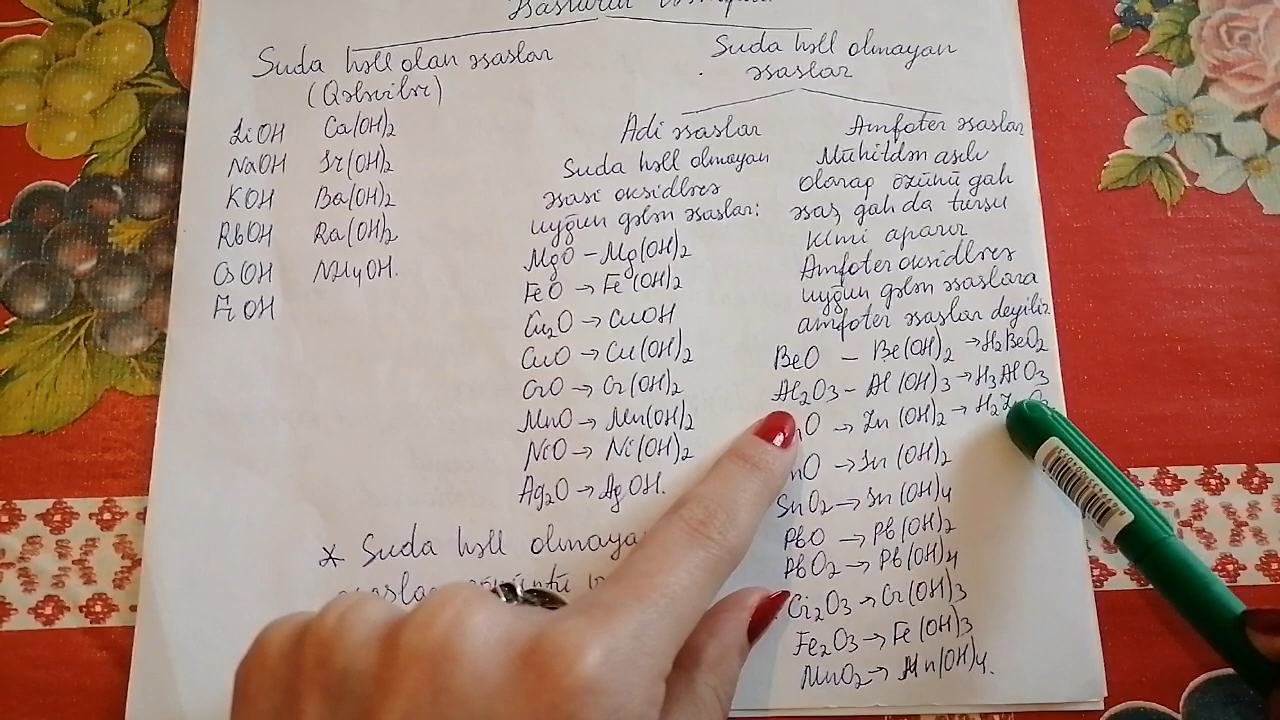 Suda həll olan əsaslar
(Qələvilər)
LiOH Ca(OH)2
NaOH Sr(OH)2
KOH Ba(OH)2
RbOH Ra(OH)2
CsOH NH4OH.
FrOH
Suda həll olmayan
əsaslar
Adi əsaslar
Suda həll olmayan
əsasi oksidlərə
uyğun gələn əsaslar:
MgO – Mg(OH)2
FeO → Fe(OH)2
Cu2O → CuOH
CuO → Cu(OH)2
CrO → Cr(OH)2
MnO → Mn(OH)2
NiO → Ni(OH)2
Ag2O → AgOH.
Amfoter əsaslar
Mühitdən asılı
olaraq özünü gah
əsas, gah da turşu
kimi aparır
Amfoter oksidlərə
uyğun gələn əsaslara
amfoter əsaslar deyilir
BeO – Be(OH)2 → H2BeO2
Al2O3 – Al(OH)3 → H3AlO3
→ Zn(OH)2 →
→ Sn(OH)2
SnO2 → Sn(OH)4
PbO → Pb(OH)2
PbO2 → Pb(OH)4
Cr2O3 → Cr(OH)3
Fe2O3 → Fe(OH)3
MnO2 → Mn(OH)4.
* Suda həll